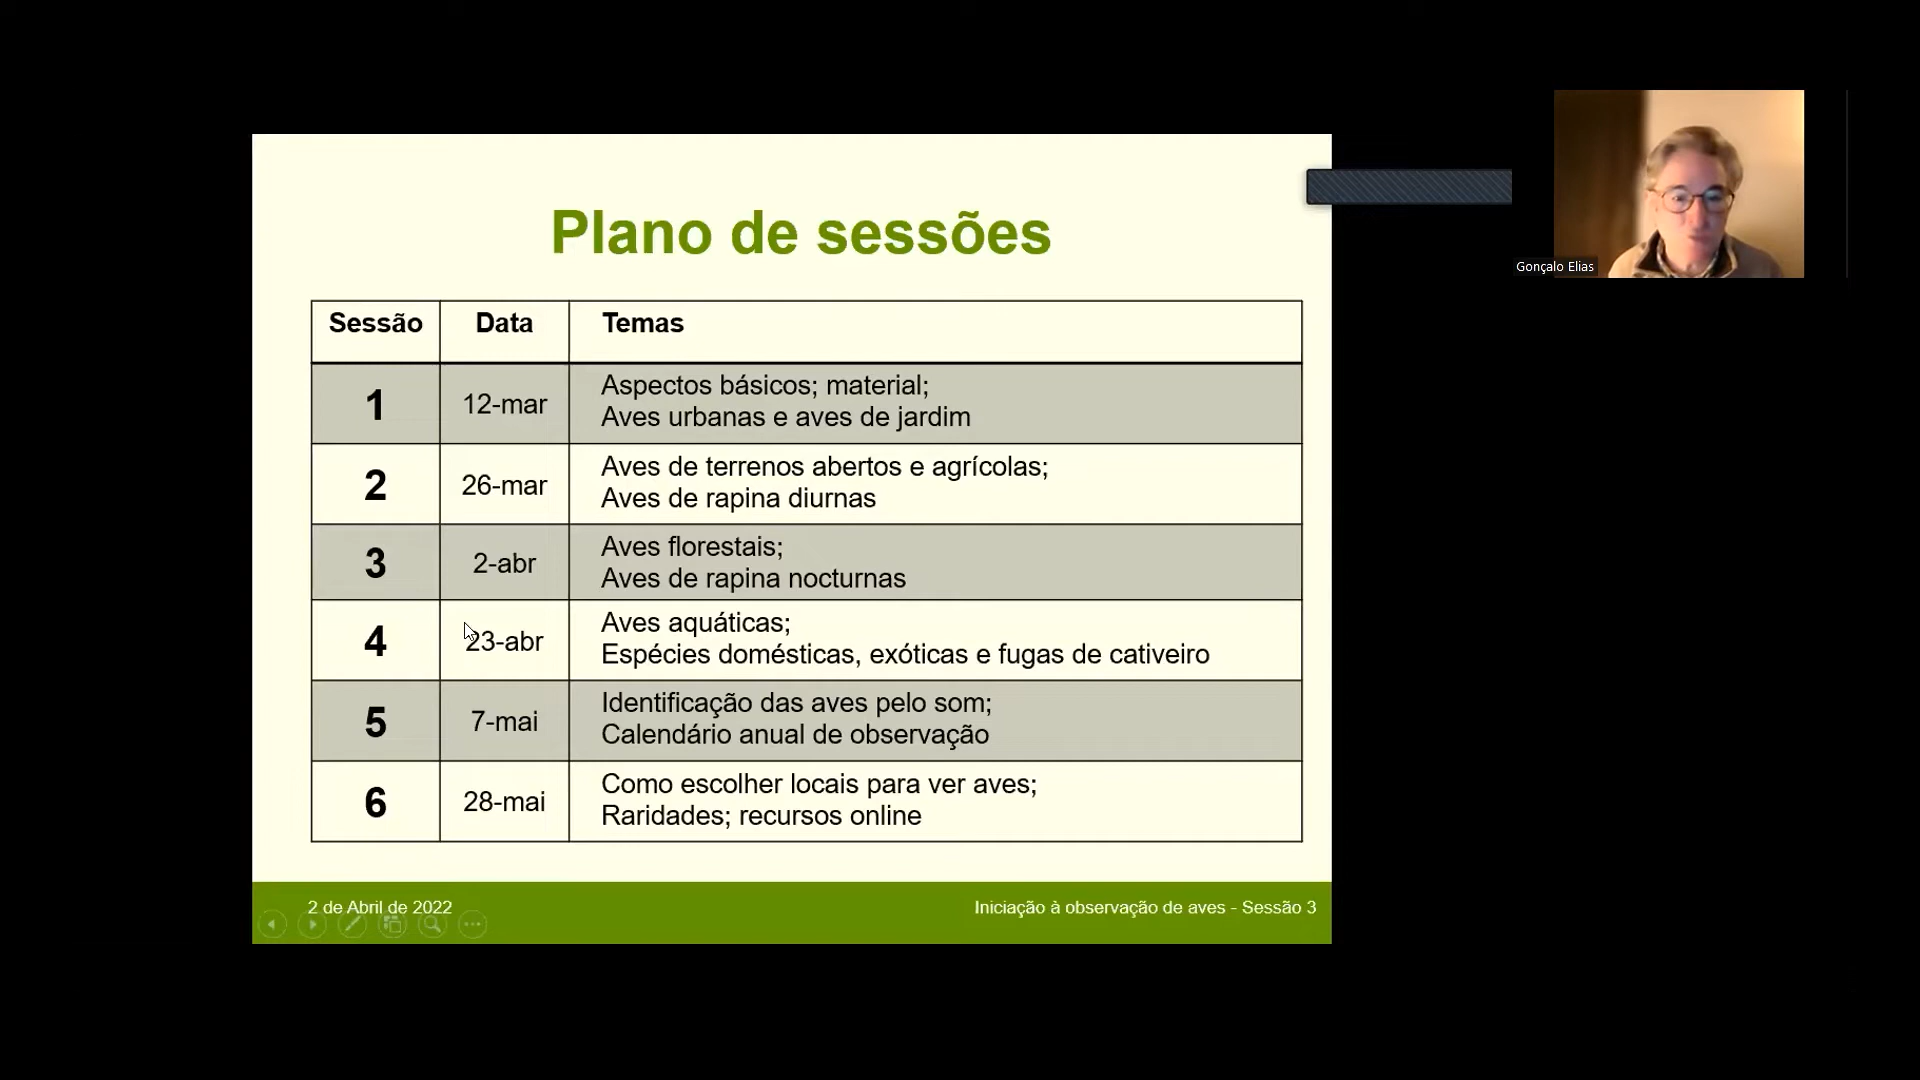 Plano de sessões
Gonçalo Elias
Sessão Data Temas
1 12-mar Aspectos básicos; material;
Aves urbanas e aves de jardim
2 26-mar Aves de terrenos abertos e agrícolas;
Aves de rapina diurnas
3 2-abr Aves florestais;
Aves de rapina nocturnas
4 23-abr Aves aquáticas;
Espécies domésticas, exóticas e fugas de cativeiro
5 7-mai Identificação das aves pelo som;
Calendário anual de observação
6 28-mai Como escolher locais para ver aves;
Raridades; recursos online
2 de Abril de 2022
Iniciação à observação de aves - Sessão 3